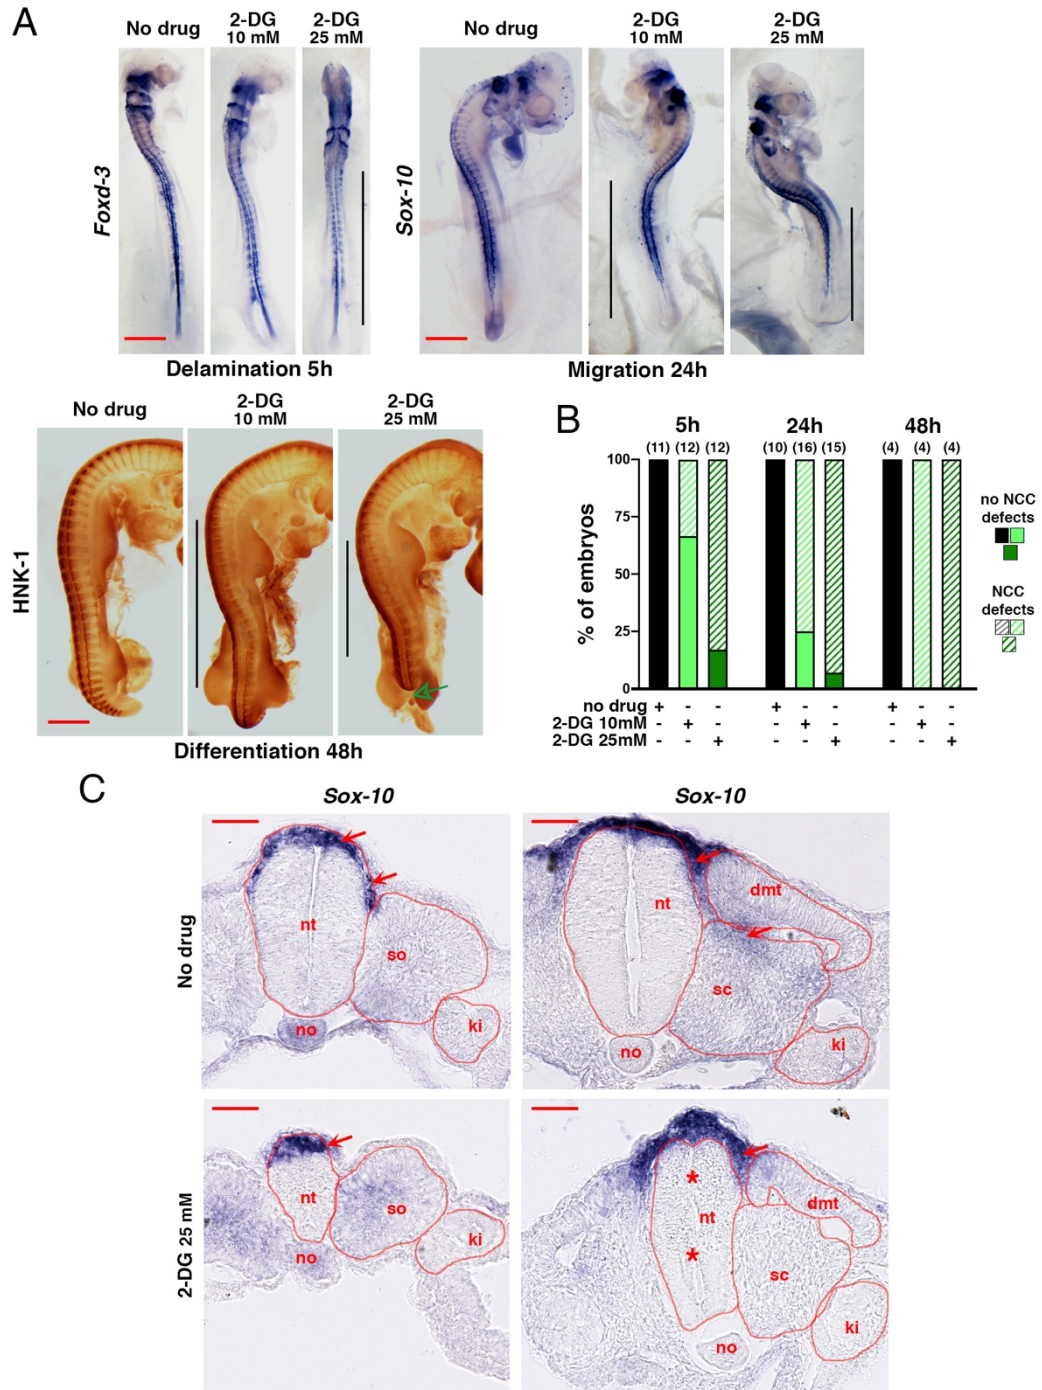 A
No drug
2-DG
10 mM
2-DG
25 mM
No drug
2-DG
10 mM
2-DG
25 mM
Foxd-3
Sox-10
Delamination 5h
Migration 24h
No drug
2-DG
10 mM
2-DG
25 mM
HNK-1
Differentiation 48h
B
5h 24h 48h
(11) (12) (12) (10) (16) (15) (4) (4) (4)
100
75
50
25
0
% of embryos
no NCC
defects
NCC
defects
no drug + - - + - - + - -
2-DG 10mM - + - - + - - + -
2-DG 25mM - - + - - + - - +
C
Sox-10
Sox-10
No drug
nt
so
no
ki
nt
dmt
sc
no
ki
2-DG 25 mM
nt
so
no
ki
*
nt
dmt
*
sc
ki
no